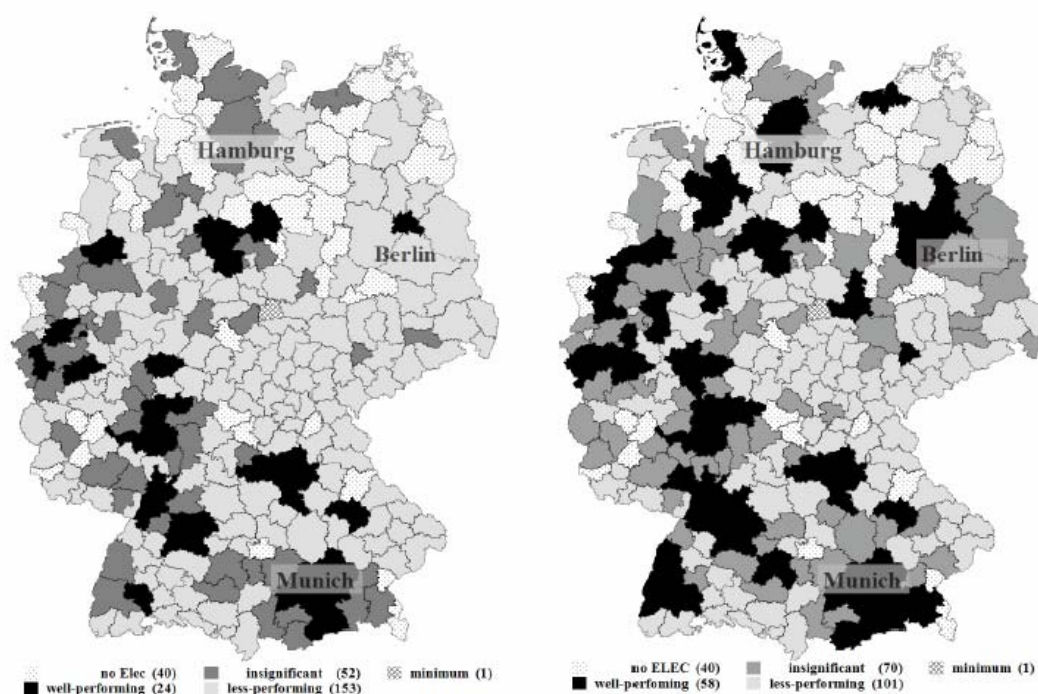 Hamburg
Berlin
Munich
no Elec (40) insignificant (52) minimum (1)
well-performing (24) less-performing (153)
Hamburg
Berlin
Munich
no ELEC (40) insignificant (70) minimum (1)
well-perfoming (58) less-performing (101)